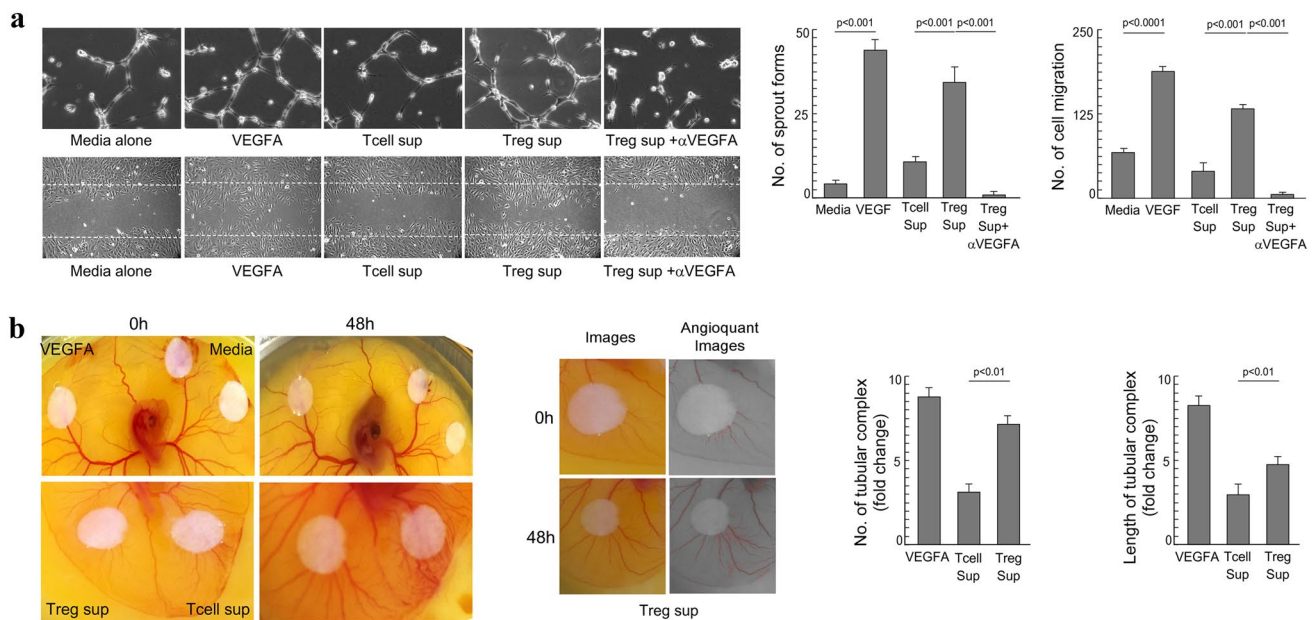 a
Media alone
VEGFA
Tcell sup
Treg sup
Treg sup +αVEGFA
Media alone
VEGFA
Tcell sup
Treg sup
Treg sup +αVEGFA
No. of sprout forms
50
25
0
p<0.001
p<0.001
p<0.001
Media
VEGF
Tcell
Sup
Treg
Sup
Treg
Sup+
αVEGFA
No. of cell migration
250
125
0
p<0.0001
p<0.001
p<0.001
Media
VEGF
Tcell
Sup
Treg
Sup
Treg
Sup+
αVEGFA
b
0h
48h
VEGFA
Media
Treg sup
Tcell sup
Images
Angioquant
Images
0h
48h
Treg sup
No. of tubular complex
(fold change)
10
5
0
p<0.01
VEGFA
Tcell
Sup
Treg
Sup
Length of tubular complex
(fold change)
10
5
0
p<0.01
VEGFA
Tcell
Sup
Treg
Sup